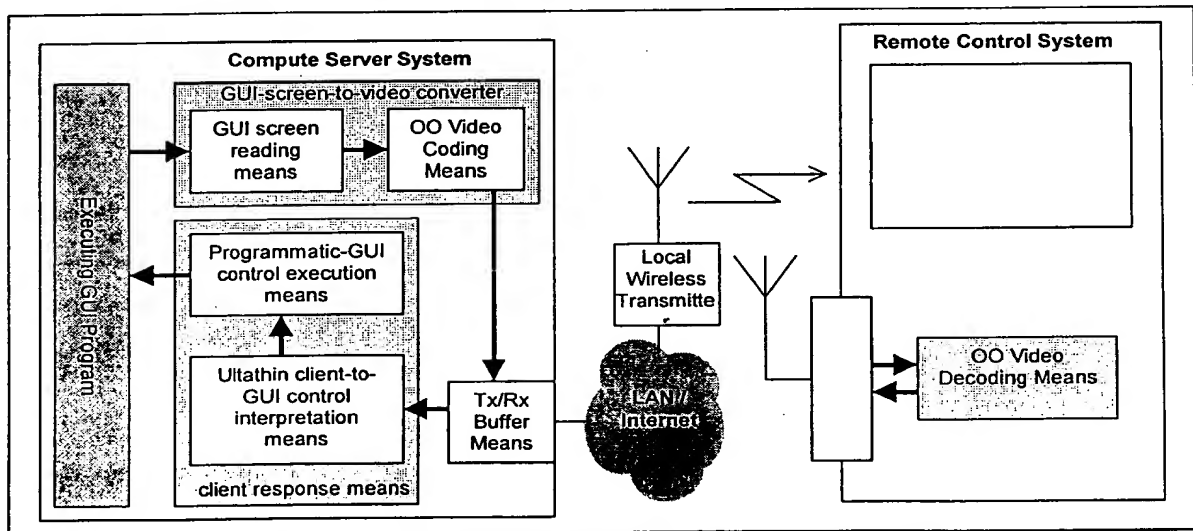 Compute Server System
GUI-screen-to-video converter
GUI screen
reading
means
OO Video
Coding
Means
Executing GUI Program
Programmatic-GUI
control execution
means
Ultathin client-to-
GUI control
interpretation
means
client response means
Tx/Rx
Buffer
Means
Local
Wireless
Transmitte
LAN /
Internet
Remote Control System
OO Video
Decoding Means